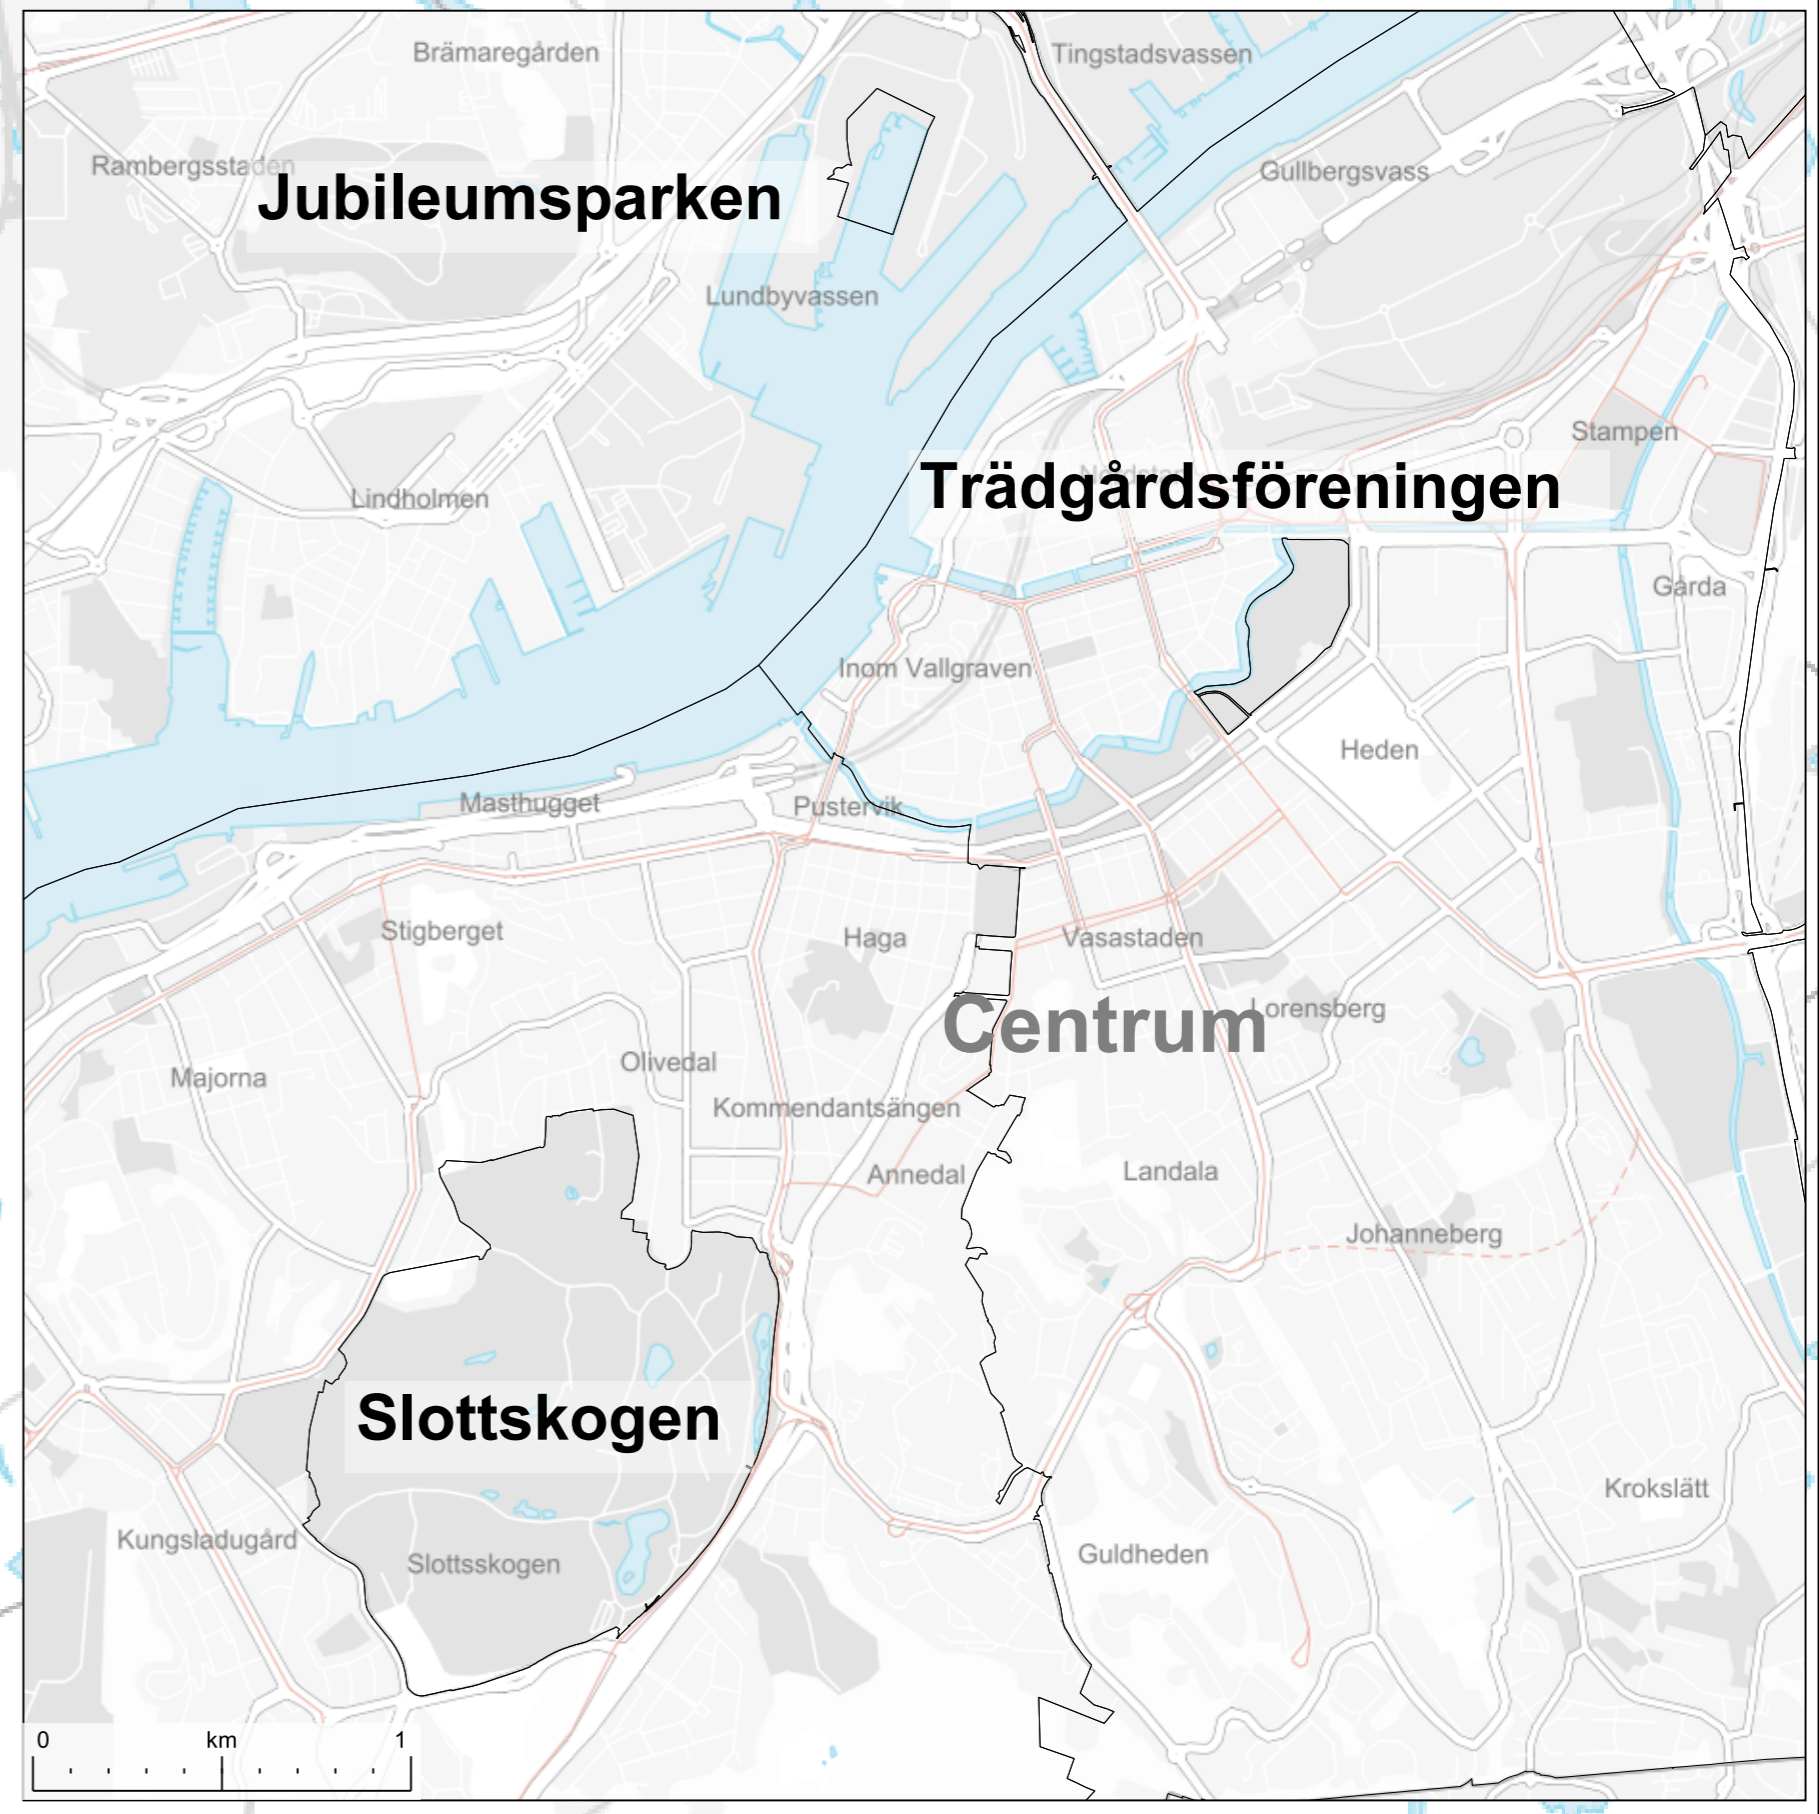 Brämaregården
Tingstadsvassen
Rambergsstaden
Gullbergsvass
Jubileumsparken
Lundbyvassen
Stampen
Trädgårdsföreningen
Lindholmen
Gårda
Inom Vallgraven
Heden
Masthugget
Pustervik
Stigberget
Haga
Vasastaden
Lorensberg
Centrum
Olivedal
Majorna
Kommendantsängen
Annedal
Landala
Johanneberg
Slottskogen
Krokslätt
Kungsladugård
Slottsskogen
Guldheden
0 km 1